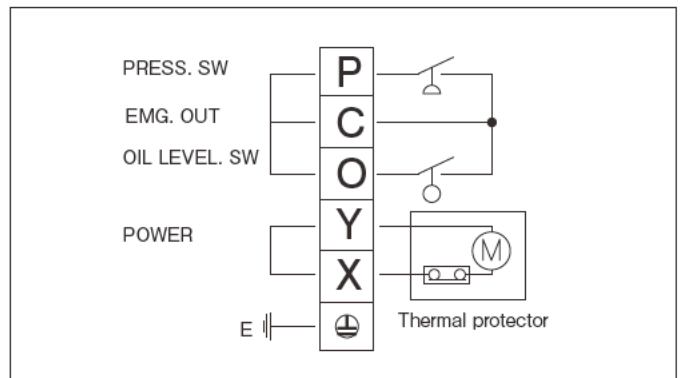 PRESS. SW
P
EMG. OUT
C
OIL LEVEL. SW
O
POWER
Y
M
X
E
Thermal protector